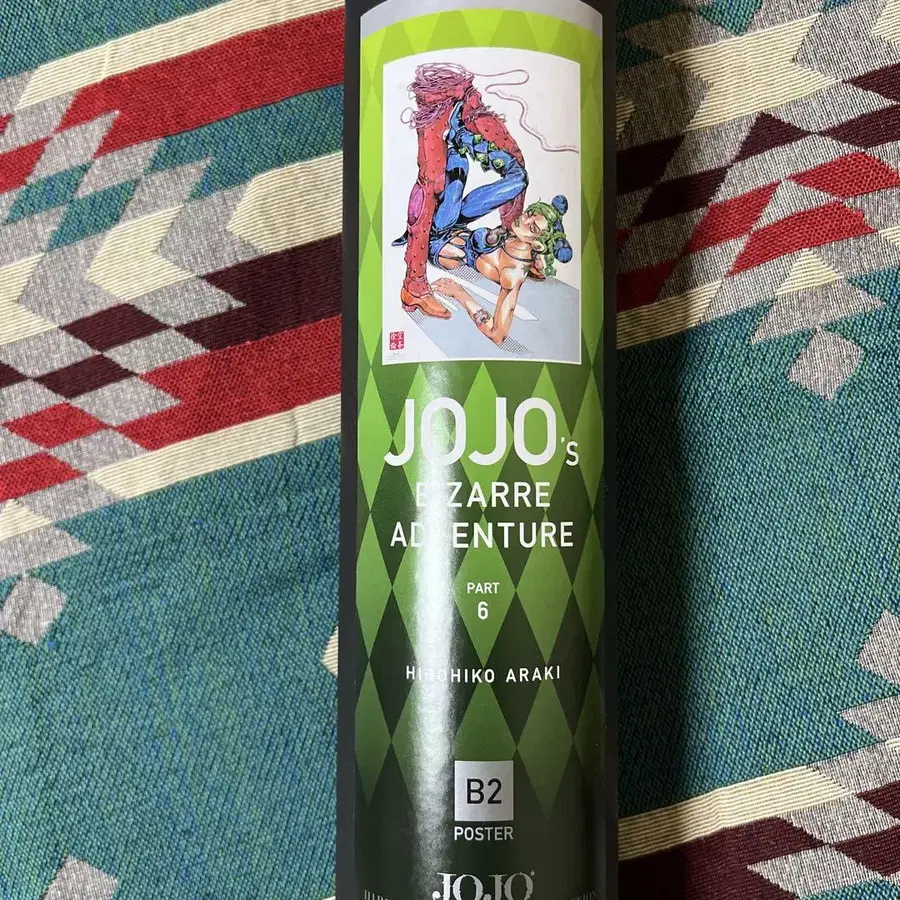 JOJO's
BIZARRE
ADVENTURE
PART
6
HIROHIKO ARAKI
B2
POSTER
JOJO